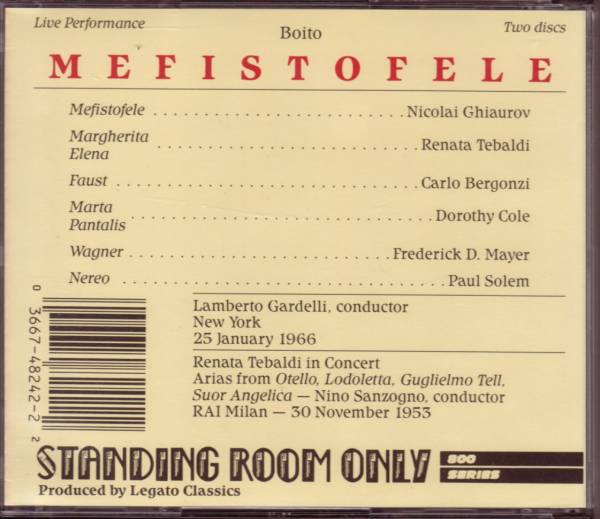 Live Performance
Boito
Two discs
MEFISTOFELE
Mefistofele . . . . . . . . . . . . . . . . . . . . . Nicolai Ghiaurov
Margherita
Elena . . . . . . . . . . . . . . . . . . . . . Renata Tebaldi
Faust . . . . . . . . . . . . . . . . . . . . . Carlo Bergonzi
Marta
Pantalis . . . . . . . . . . . . . . . . . . . . . Dorothy Cole
Wagner . . . . . . . . . . . . . . . . . . . . . Frederick D. Mayer
Nereo . . . . . . . . . . . . . . . . . . . . . Paul Solem
Lamberto Gardelli, conductor
New York
25 January 1966
Renata Tebaldi in Concert
Arias from Otello, Lodoletta, Guglielmo Tell,
Suor Angelica — Nino Sanzogno, conductor
RAI Milan — 30 November 1953
0 3667-48242-2 2
STANDING ROOM ONLY
800
SERIES
Produced by Legato Classics